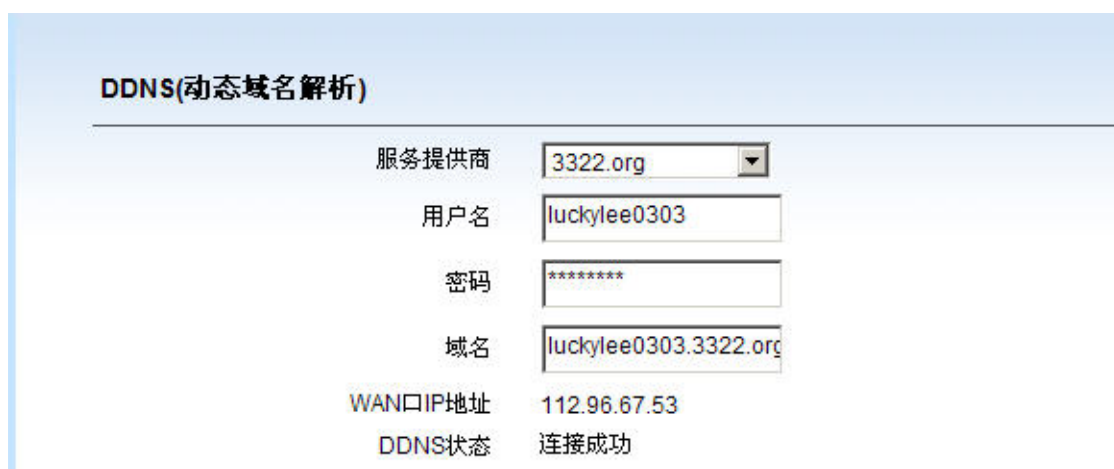 DDNS(动态域名解析)
服务提供商 3322.org
用户名 luckylee0303
密码 ********
域名 luckylee0303.3322.org
WAN口IP地址 112.96.67.53
DDNS状态 连接成功